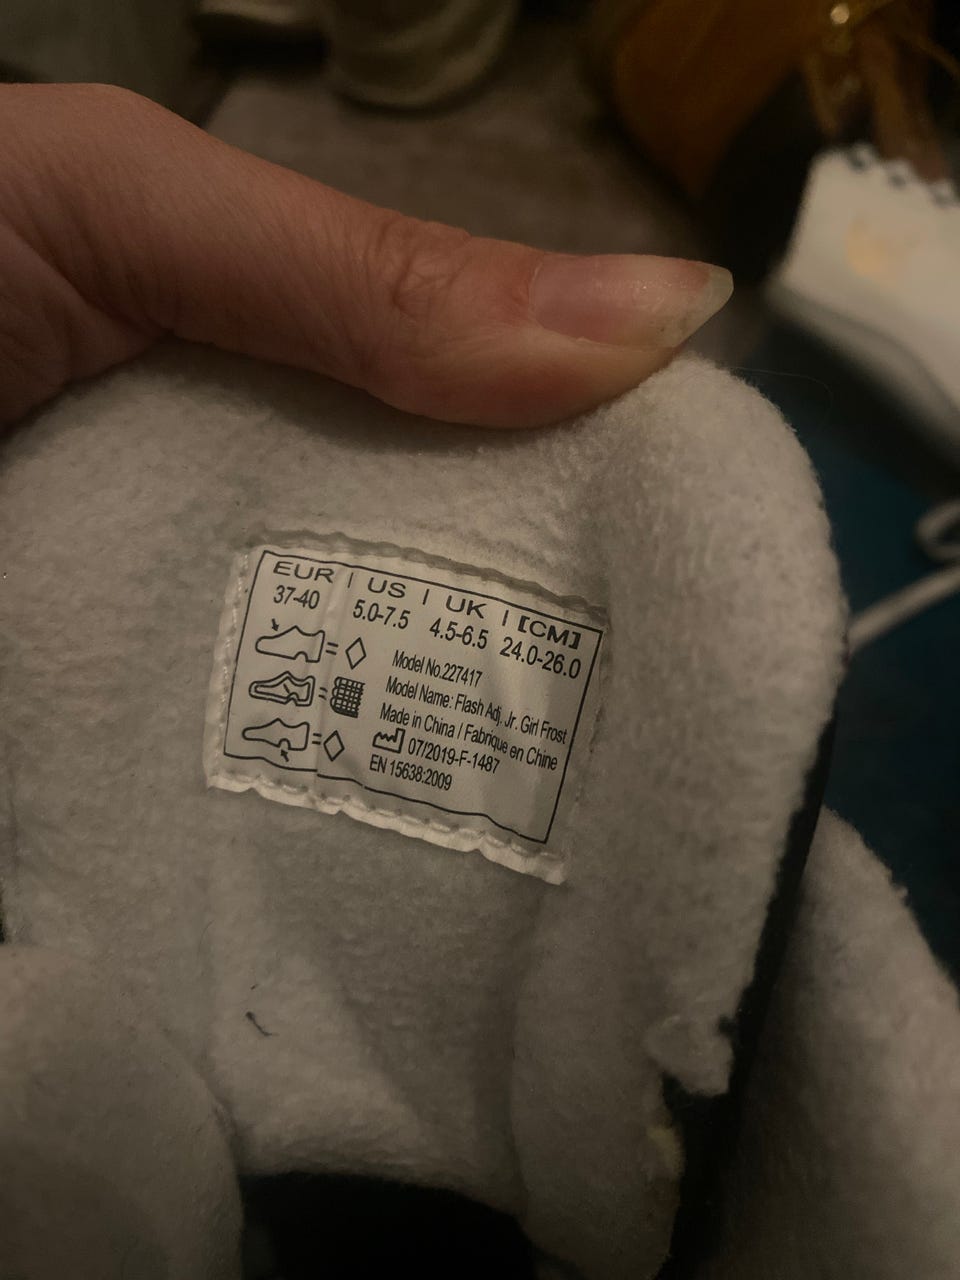 EUR | US | UK | [CM]
37-40 5.0-7.5 4.5-6.5 24.0-26.0
Model No.227417
Model Name: Flash Adj. Jr. Girl Frost
Made in China / Fabriqué en Chine
07/2019-F-1487
EN 15638:2009